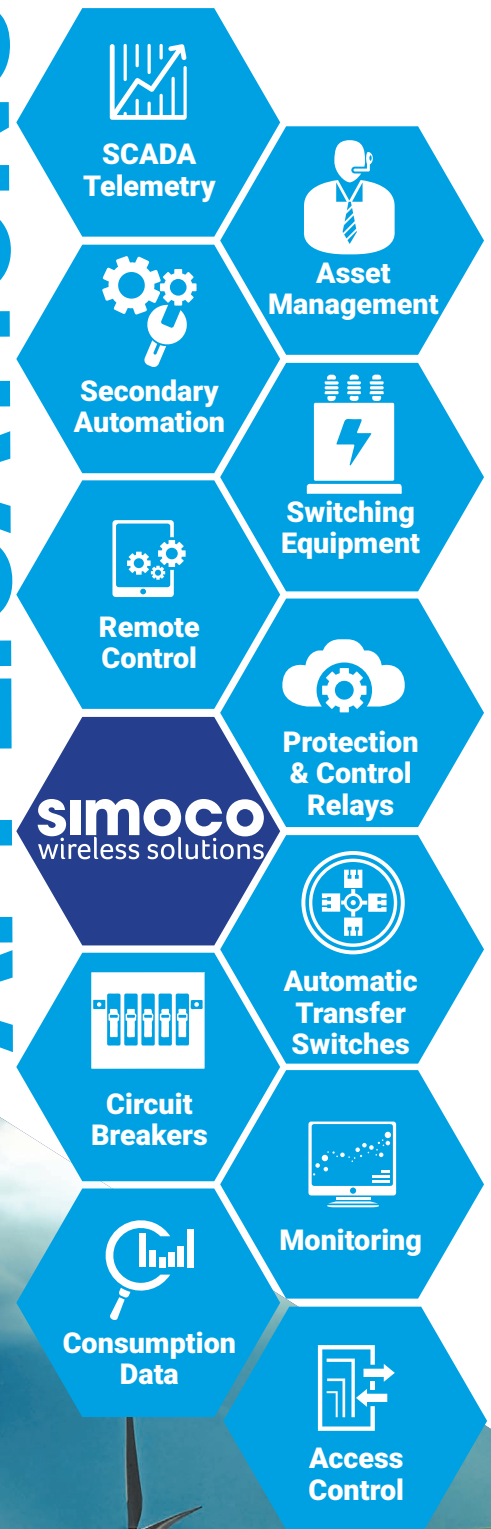 SCADA
Telemetry
Asset
Management
Secondary
Automation
Switching
Equipment
Remote
Control
Protection
& Control
Relays
simoco
wireless solutions
Automatic
Transfer
Switches
Circuit
Breakers
Monitoring
Consumption
Data
Access
Control